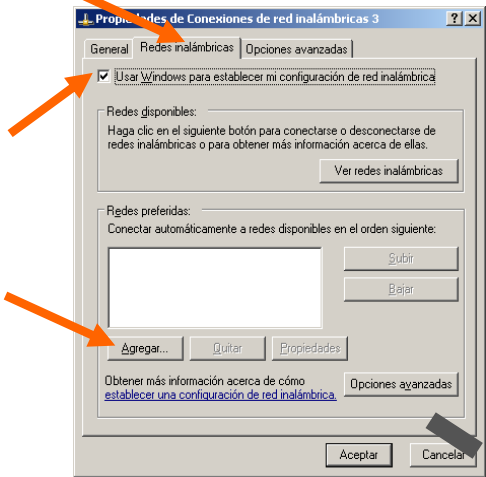 Propiedades de Conexiones de red inalámbricas 3
General Redes inalámbricas Opciones avanzadas
Usar Windows para establecer mi configuración de red inalámbrica
Redes disponibles:
Haga clic en el siguiente botón para conectarse o desconectarse de
redes inalámbricas o para obtener más información acerca de ellas.
Ver redes inalámbricas
Redes preferidas:
Conectar automáticamente a redes disponibles en el orden siguiente:
Subir
Bajar
Agregar... Quitar Propiedades
Obtener más información acerca de cómo
establecer una configuración de red inalámbrica.
Opciones avanzadas
Aceptar Cancelar